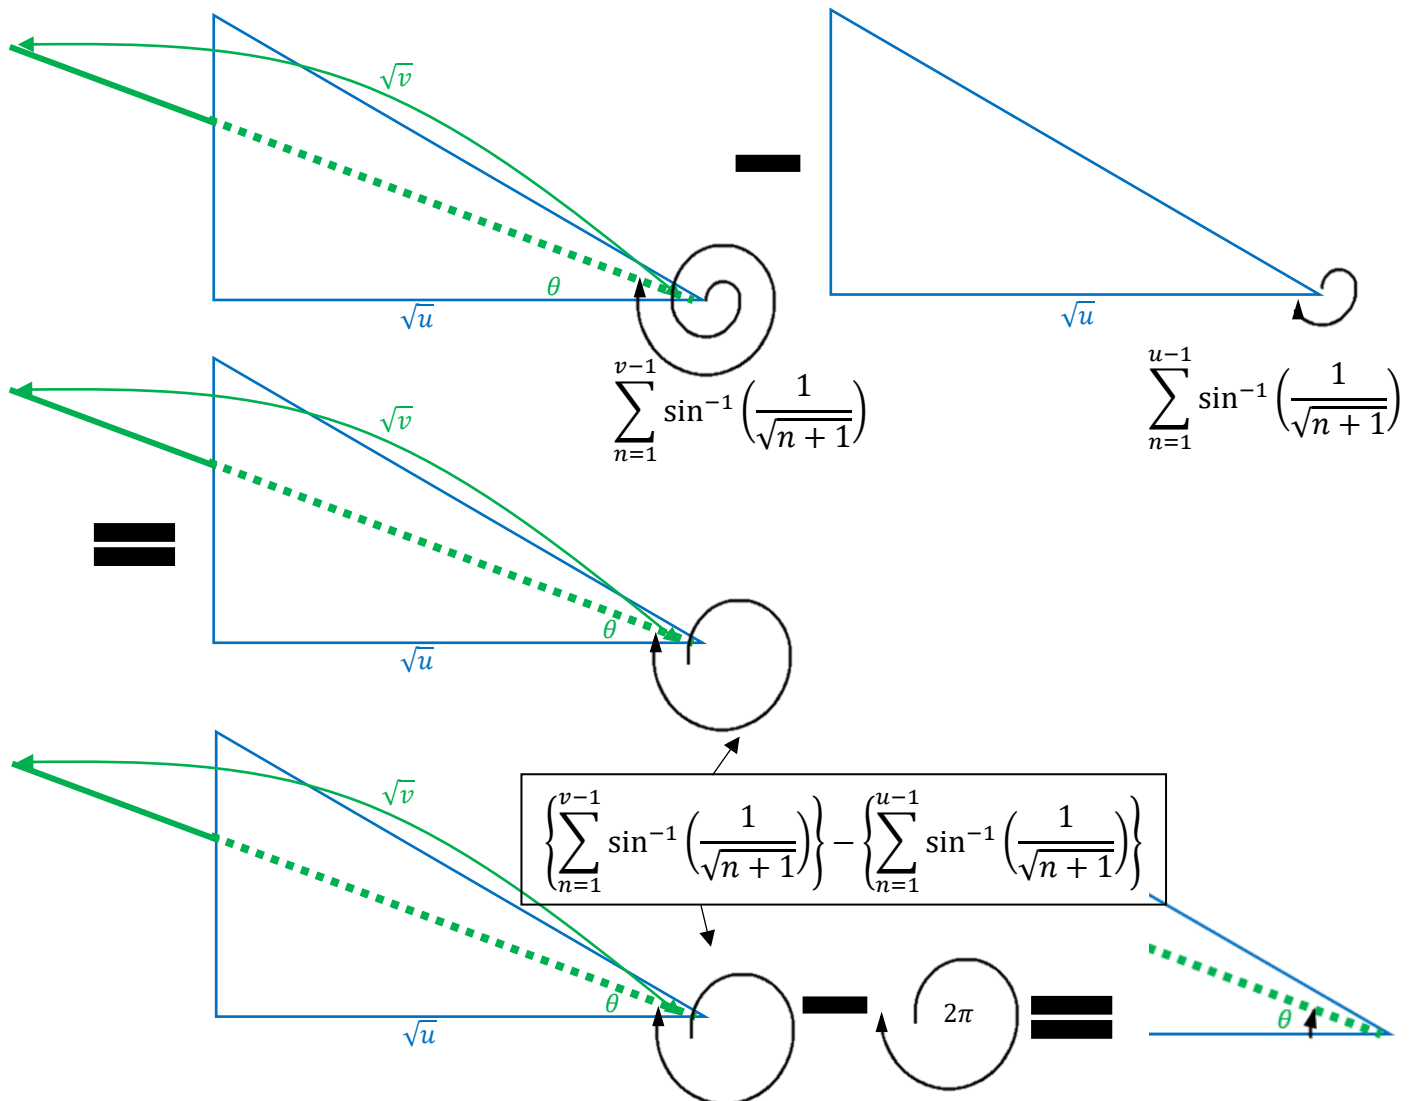 √v
θ
√u
√u
∑_{n=1}^{v−1} sin⁻¹(1/√(n + 1))
∑_{n=1}^{u−1} sin⁻¹(1/√(n + 1))
√v
θ
√u
√v
{∑_{n=1}^{v−1} sin⁻¹(1/√(n + 1))} − {∑_{n=1}^{u−1} sin⁻¹(1/√(n + 1))}
θ
√u
−
2π
=
θ